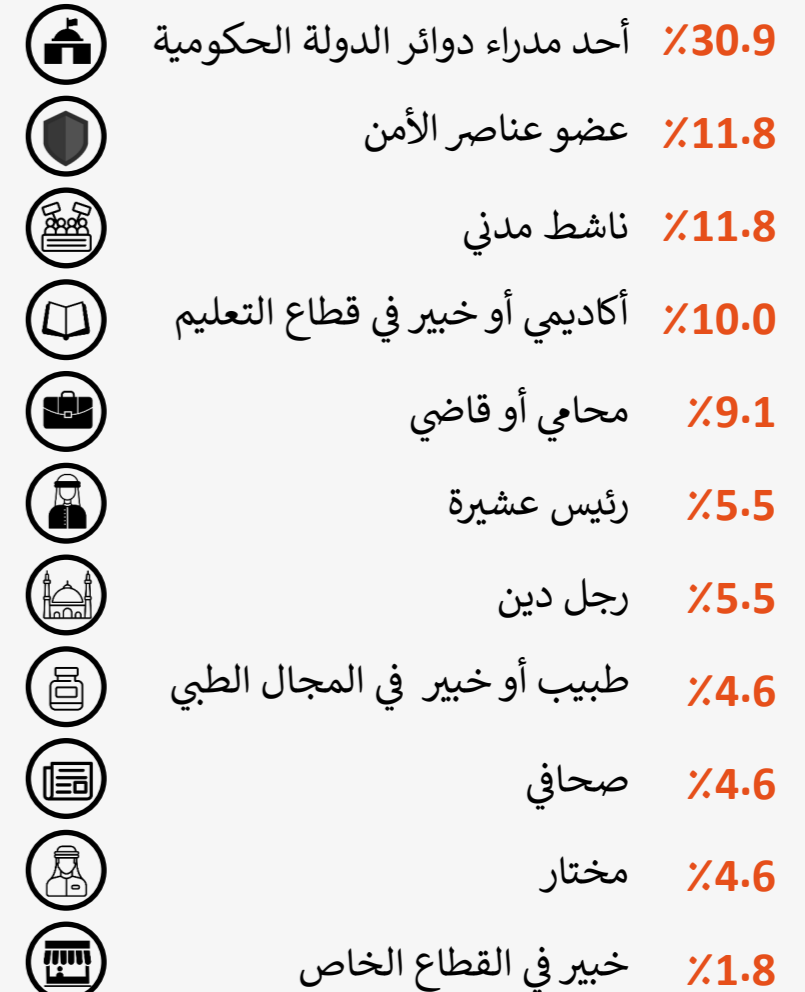 ٪30.9 أحد مدراء دوائر الدولة الحكومية
٪11.8 عضو عناصر الأمن
٪11.8 ناشط مدني
٪10.0 أكاديمي أو خبير في قطاع التعليم
٪9.1 محامي أو قاضي
٪5.5 رئيس عشيرة
٪5.5 رجل دين
٪4.6 طبيب أو خبير في المجال الطبي
٪4.6 صحافي
٪4.6 مختار
٪1.8 خبير في القطاع الخاص